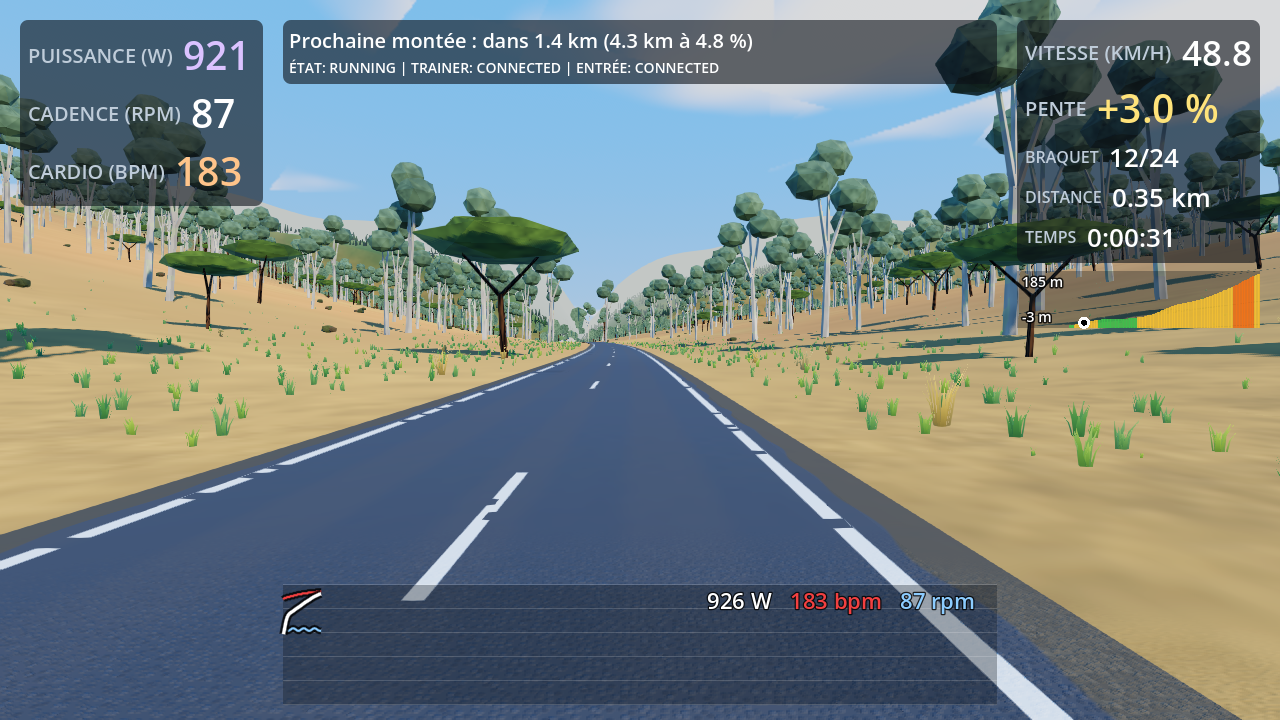 PUISSANCE (W) 921
CADENCE (RPM) 87
CARDIO (BPM) 183
Prochaine montée : dans 1.4 km (4.3 km à 4.8 %)
ÉTAT: RUNNING | TRAINER: CONNECTED | ENTRÉE: CONNECTED
VITESSE (KM/H) 48.8
PENTE +3.0 %
BRAQUET 12/24
DISTANCE 0.35 km
TEMPS 0:00:31
185 m
-3 m
926 W 183 bpm 87 rpm